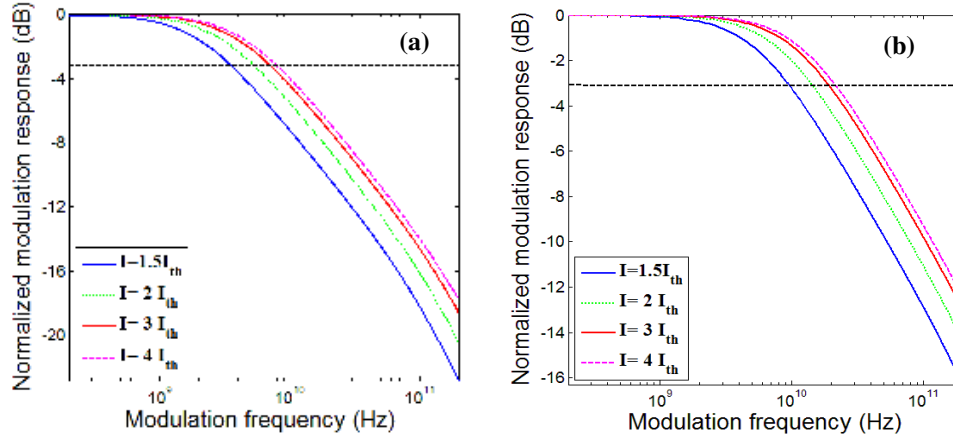 (a)
Normalized modulation response (dB)
0
-4
-8
-12
-16
-20
I=1.5I_th
I= 2 I_th
I= 3 I_th
I= 4 I_th
10^9
10^10
10^11
Modulation frequency (Hz)
(b)
Normalized modulation response (dB)
0
-2
-4
-6
-8
-10
-12
-14
-16
I=1.5I_th
I= 2 I_th
I= 3 I_th
I= 4 I_th
10^9
10^10
10^11
Modulation frequency (Hz)